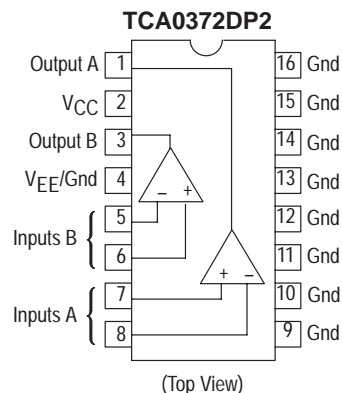 TCA0372DP2
Output A 1 16 Gnd
VCC 2 15 Gnd
Output B 3 14 Gnd
VEE/Gnd 4 13 Gnd
Inputs B 5 - + 12 Gnd
6 11 Gnd
Inputs A 7 + - 10 Gnd
8 9 Gnd
(Top View)